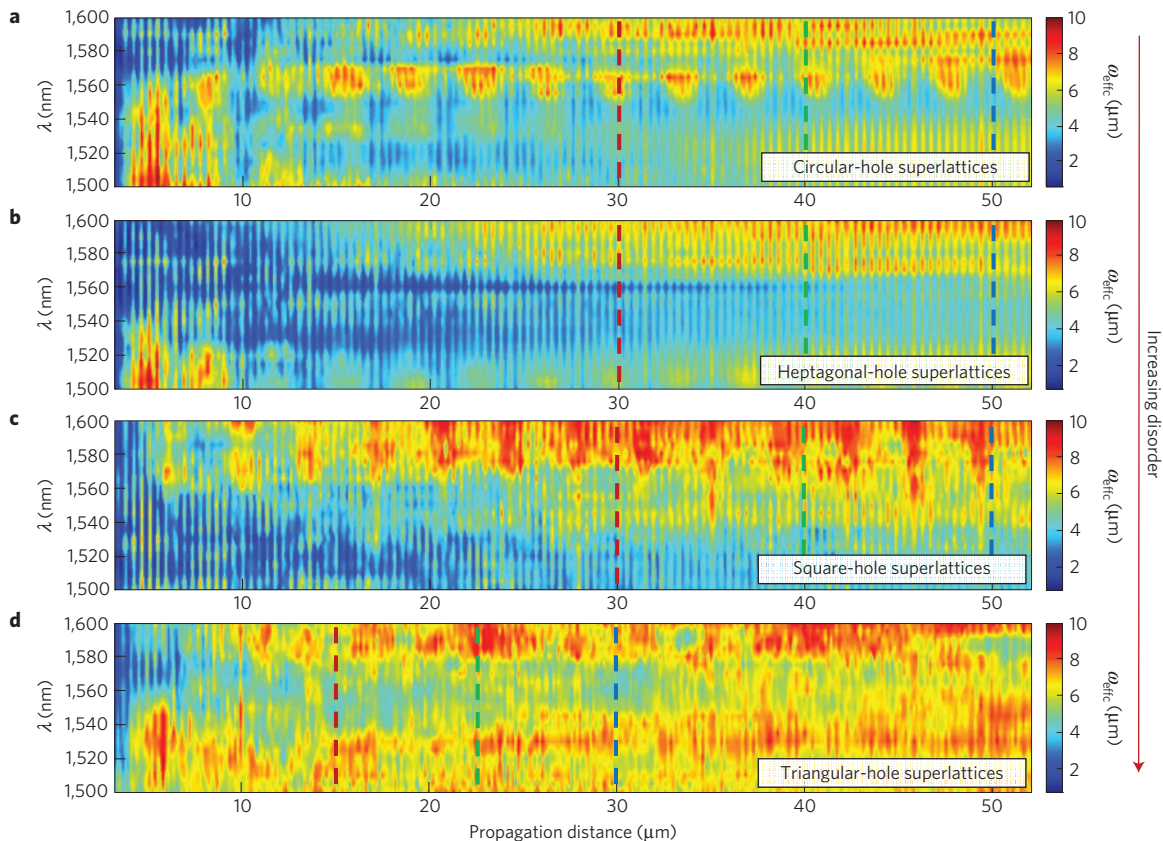 a
1,600
1,580
1,560
1,540
1,520
1,500
λ (nm)
10 20 30 40 50
Circular-hole superlattices
10
8
6
4
2
ωeffc (μm)
b
1,600
1,580
1,560
1,540
1,520
1,500
λ (nm)
10 20 30 40 50
Heptagonal-hole superlattices
10
8
6
4
2
ωeffc (μm)
c
1,600
1,580
1,560
1,540
1,520
1,500
λ (nm)
10 20 30 40 50
Square-hole superlattices
10
8
6
4
2
ωeffc (μm)
d
1,600
1,580
1,560
1,540
1,520
1,500
λ (nm)
10 20 30 40 50
Triangular-hole superlattices
10
8
6
4
2
ωeffc (μm)
Propagation distance (μm)
Increasing disorder